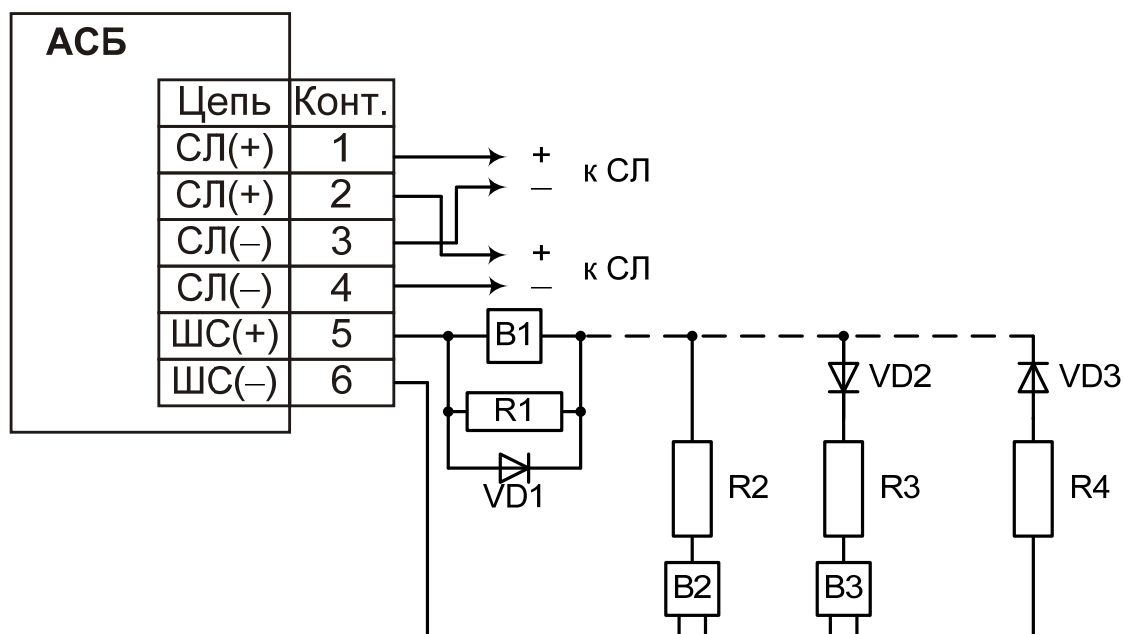 АСБ
Цепь Конт.
СЛ(+) 1
СЛ(+) 2
СЛ(–) 3
СЛ(–) 4
ШС(+) 5
ШС(–) 6
+
–
к СЛ
+
–
к СЛ
B1
R1
VD1
VD2
VD3
R2
R3
R4
B2
B3